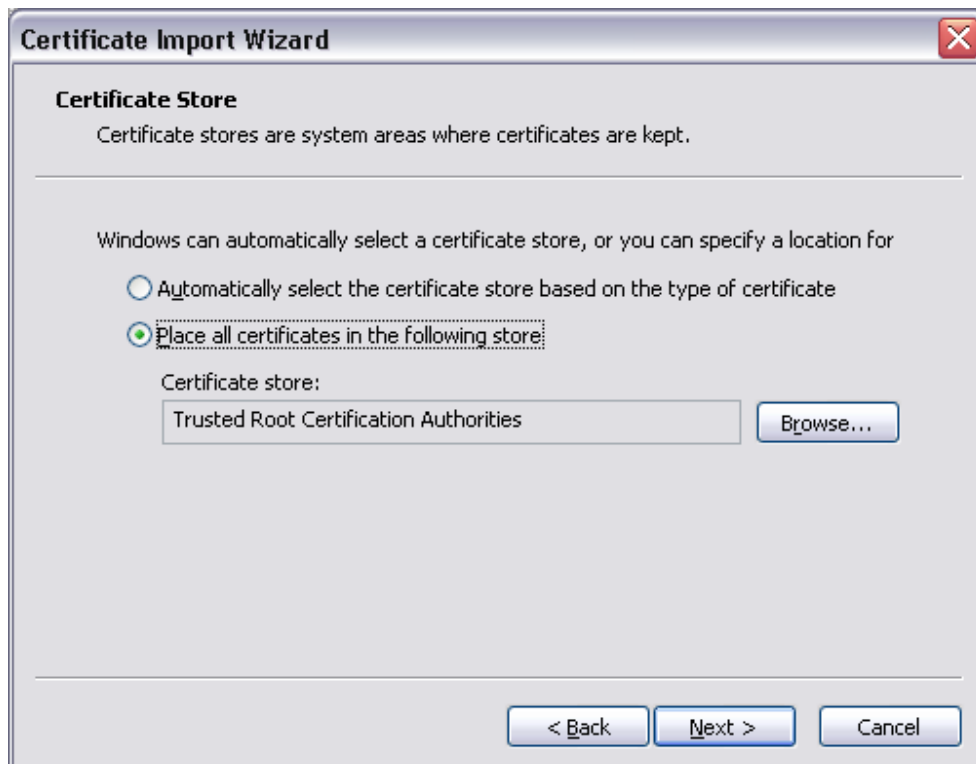 Certificate Import Wizard
Certificate Store
Certificate stores are system areas where certificates are kept.
Windows can automatically select a certificate store, or you can specify a location for
Automatically select the certificate store based on the type of certificate
Place all certificates in the following store
Certificate store:
Trusted Root Certification Authorities
Browse...
< Back
Next >
Cancel